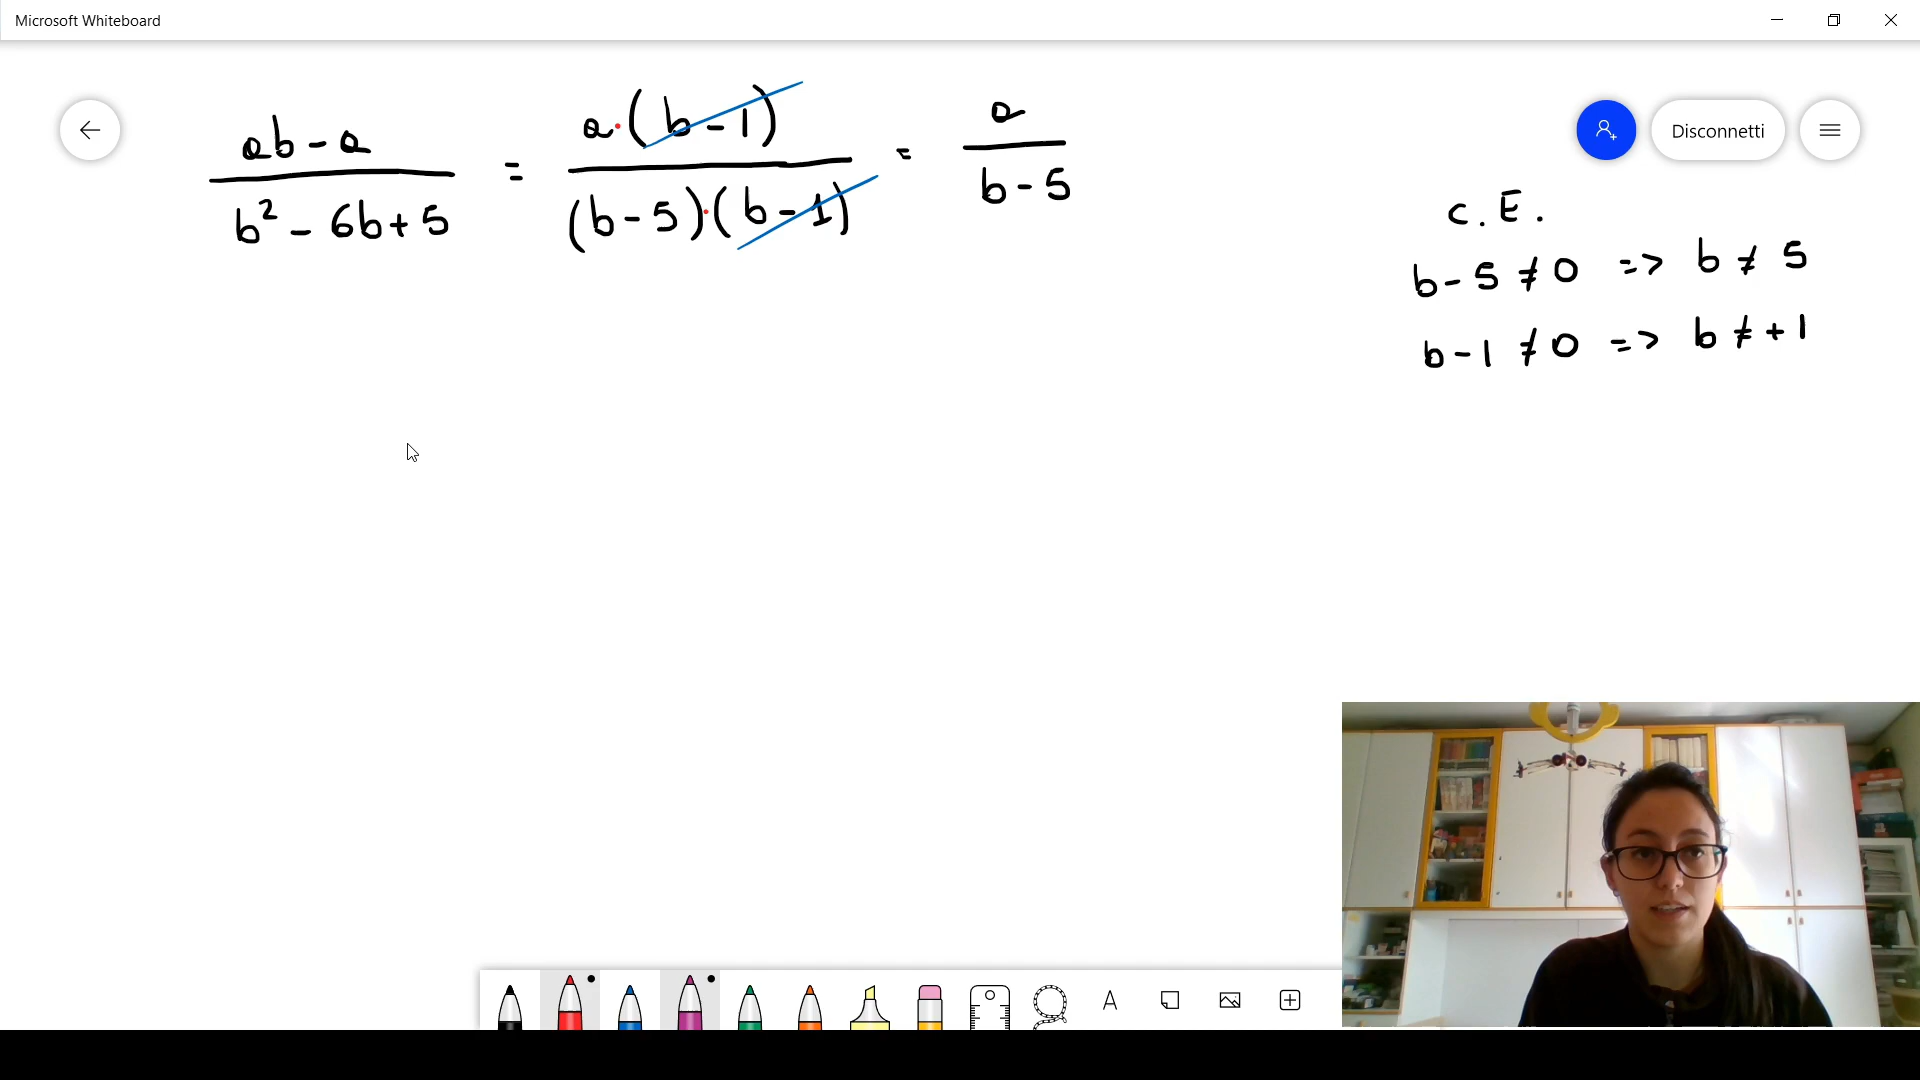 Microsoft Whiteboard
Disconnetti
ab - a / b² - 6b + 5 = a · (b - 1) / (b - 5) · (b - 1) = a / b - 5
C.E.
b - 5 ≠ 0 => b ≠ 5
b - 1 ≠ 0 => b ≠ + 1